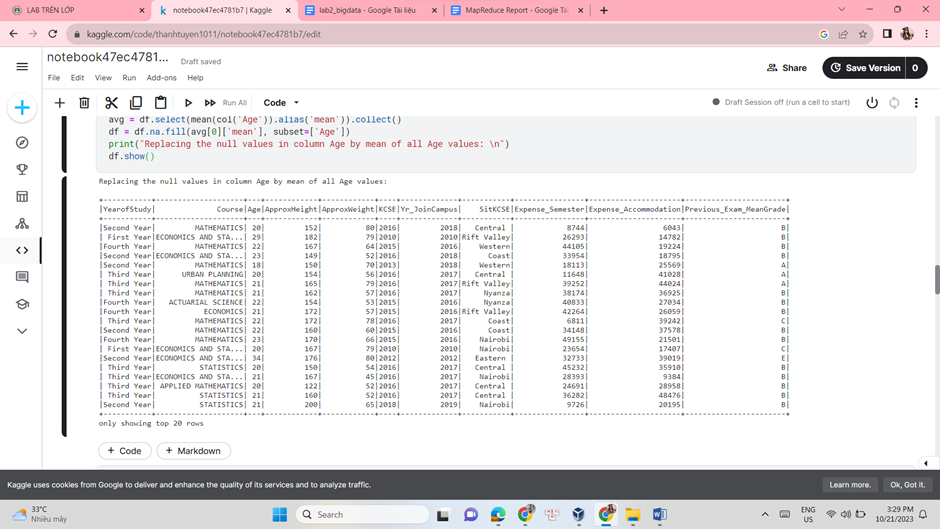 LAB TRÊN LỚP
notebook47ec4781b7 | Kaggle
lab2_bigdata - Google Tài liệu
MapReduce Report - Google Tài
kaggle.com/code/thanhtuyen1011/notebook47ec4781b7/edit
notebook47ec4781...
Draft saved
File Edit View Run Add-ons Help
Share
Save Version 0
Run All
Code
Draft Session off (run a cell to start)
avg = df.select(mean(col('Age')).alias('mean')).collect()
df = df.na.fill(avg[0]['mean'], subset=['Age'])
print("Replacing the null values in column Age by mean of all Age values: \n")
df.show()
Replacing the null values in column Age by mean of all Age values:
|YearofStudy| Course|Age|ApproxHeight|ApproxWeight|KCSE|Yr_JoinCampus| SitKCSE|Expense_Semester|Expense_Accommodation|Previous_Exam_MeanGrade|
|Second Year| MATHEMATICS| 20| 152| 80|2016| 2018| Central | 8744| 6043| B|
| First Year|ECONOMICS AND STA...| 29| 182| 79|2010| 2010|Rift Valley| 26293| 14782| B|
|Fourth Year| MATHEMATICS| 22| 167| 64|2015| 2016| Western| 44105| 19224| B|
|Second Year|ECONOMICS AND STA...| 23| 149| 52|2016| 2018| Coast| 33954| 18795| B|
|Second Year| MATHEMATICS| 18| 150| 70|2013| 2018| Western| 18113| 25569| A|
| Third Year| URBAN PLANNING| 20| 154| 56|2016| 2017| Central | 11648| 41028| A|
| Third Year| MATHEMATICS| 21| 165| 79|2016| 2017|Rift Valley| 39252| 44024| A|
| Third Year| MATHEMATICS| 21| 162| 57|2016| 2017| Nyanza| 38174| 36925| B|
|Fourth Year| ACTUARIAL SCIENCE| 22| 154| 53|2015| 2016| Nyanza| 40833| 27034| B|
|Fourth Year| ECONOMICS| 21| 172| 57|2015| 2016|Rift Valley| 42264| 26059| B|
| Third Year| MATHEMATICS| 22| 172| 78|2016| 2017| Coast| 6811| 39242| C|
|Second Year| MATHEMATICS| 22| 160| 60|2016| 2018| Coast| 34148| 37578| B|
|Fourth Year| MATHEMATICS| 23| 170| 66|2015| 2016| Nairobi| 49155| 21501| B|
| First Year|ECONOMICS AND STA...| 20| 167| 79|2010| 2010| Nairobi| 23654| 17407| C|
|Second Year|ECONOMICS AND STA...| 34| 176| 80|2012| 2012| Eastern | 32733| 39019| E|
| Third Year| STATISTICS| 20| 150| 54|2016| 2017| Central | 45232| 35910| B|
| Third Year|ECONOMICS AND STA...| 21| 167| 45|2016| 2017| Nairobi| 28393| 9384| B|
| Third Year| APPLIED MATHEMATICS| 20| 122| 52|2016| 2017| Central | 24691| 28958| B|
| Third Year| STATISTICS| 21| 160| 52|2016| 2017| Central | 36282| 48476| B|
|Second Year| STATISTICS| 21| 200| 65|2018| 2019| Nairobi| 9726| 20195| B|
only showing top 20 rows
+ Code
+ Markdown
Kaggle uses cookies from Google to deliver and enhance the quality of its services and to analyze traffic.
Learn more.
Ok, Got it.
33°C
Nhiều mây
Search
ENG
US
3:29 PM
10/21/2023